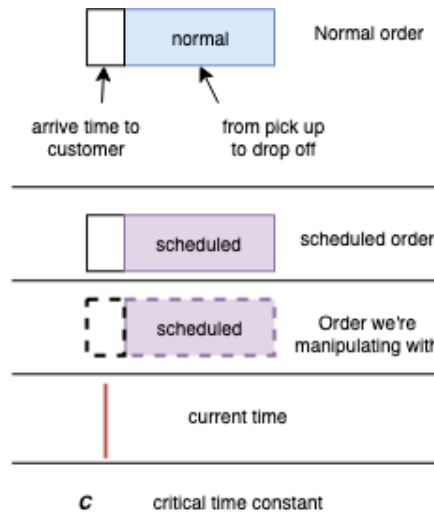 normal
Normal order
arrive time to
customer
from pick up
to drop off
scheduled
scheduled order
scheduled
Order we're
manipulating with
current time
C critical time constant